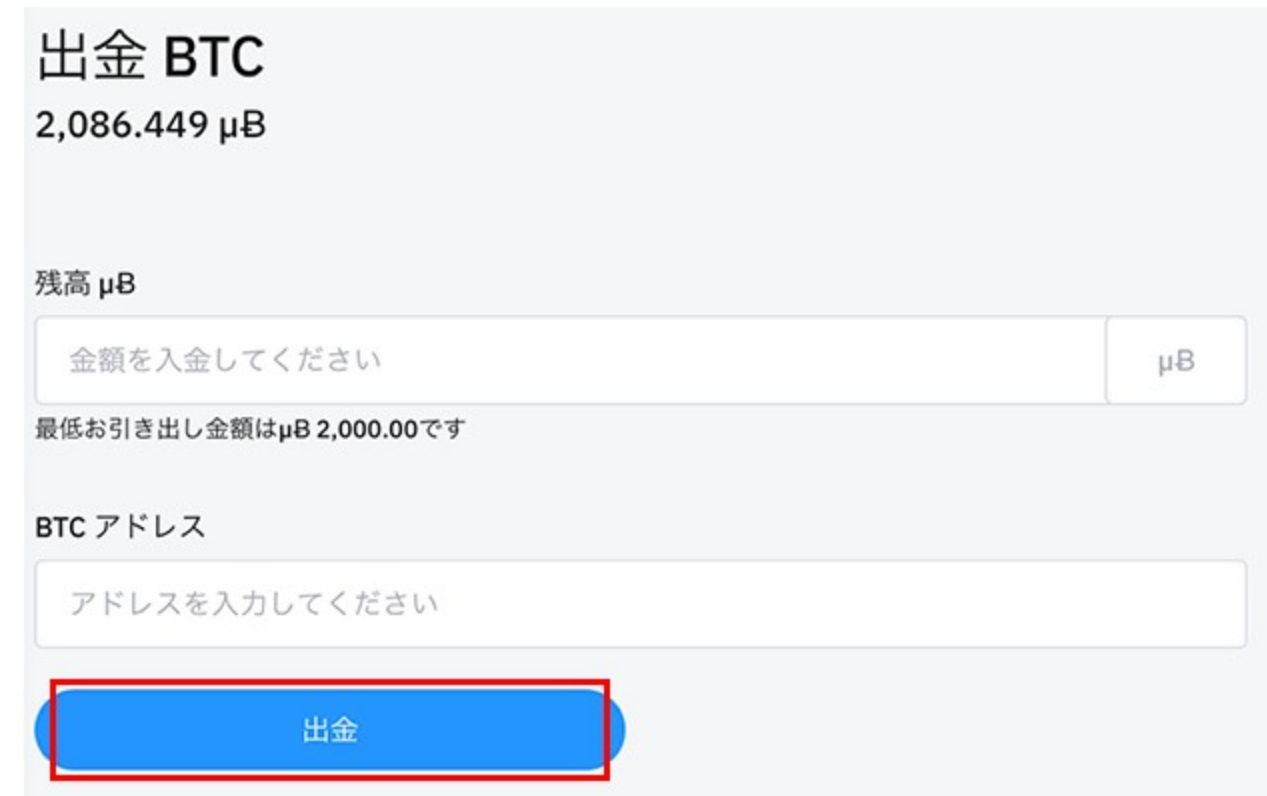 出金 BTC
2,086.449 μɃ
残高 μɃ
金額を入金してください
μɃ
最低お引き出し金額はμɃ 2,000.00です
BTC アドレス
アドレスを入力してください
出金